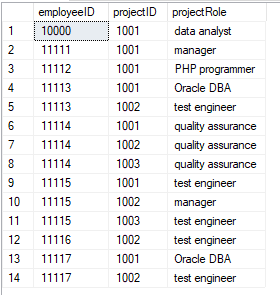 employeeID projectID projectRole
1 10000 1001 data analyst
2 11111 1001 manager
3 11112 1001 PHP programmer
4 11113 1001 Oracle DBA
5 11113 1002 test engineer
6 11114 1001 quality assurance
7 11114 1002 quality assurance
8 11114 1003 quality assurance
9 11115 1001 test engineer
10 11115 1002 manager
11 11115 1003 test engineer
12 11116 1002 test engineer
13 11117 1001 Oracle DBA
14 11117 1002 test engineer